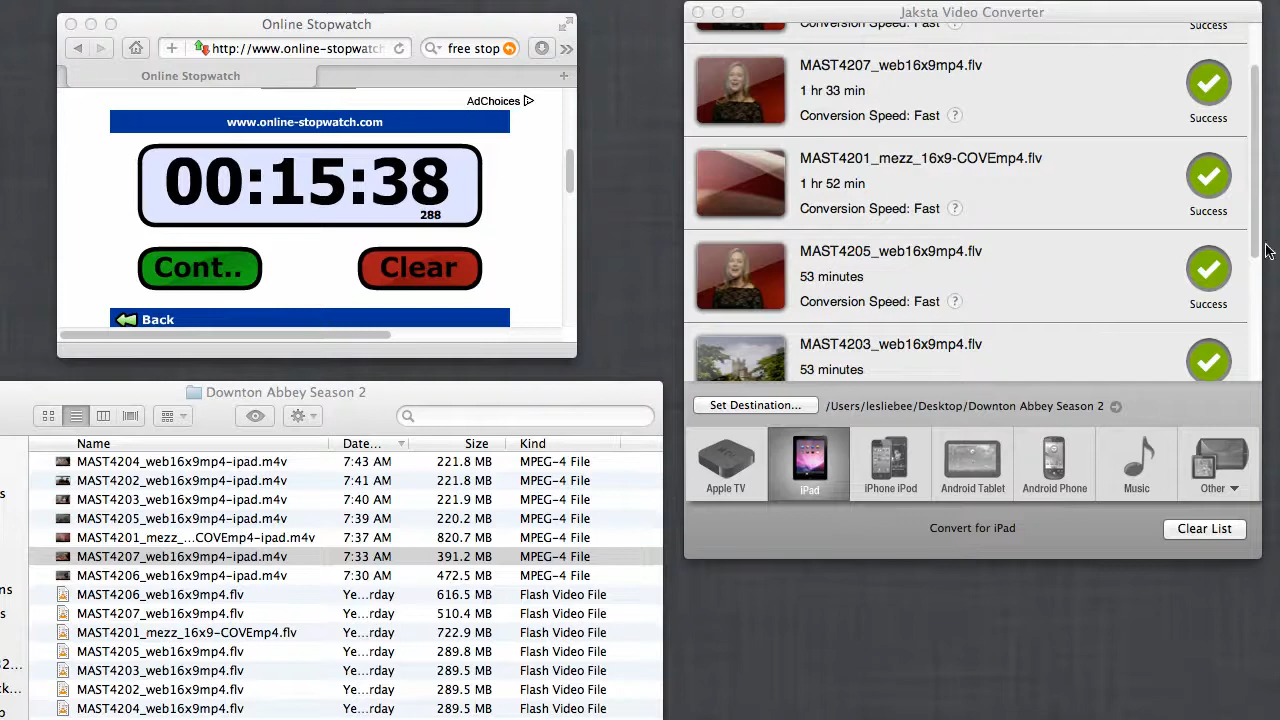 Online Stopwatch
http://www.online-stopwatch
free stop
Online Stopwatch
AdChoices
www.online-stopwatch.com
00:15:38
288
Cont..
Clear
Back
Jaksta Video Converter
Conversion Speed: Fast ?
Success
MAST4207_web16x9mp4.flv
1 hr 33 min
Conversion Speed: Fast ?
Success
MAST4201_mezz_16x9-COVEmp4.flv
1 hr 52 min
Conversion Speed: Fast ?
Success
MAST4205_web16x9mp4.flv
53 minutes
Conversion Speed: Fast ?
Success
MAST4203_web16x9mp4.flv
53 minutes
Set Destination...
/Users/lesliebee/Desktop/Downton Abbey Season 2
Apple TV
iPad
iPhone iPod
Android Tablet
Android Phone
Music
Other
Convert for iPad
Clear List
Downton Abbey Season 2
Name Date... Size Kind
MAST4204_web16x9mp4-ipad.m4v 7:43 AM 221.8 MB MPEG-4 File
MAST4202_web16x9mp4-ipad.m4v 7:41 AM 221.8 MB MPEG-4 File
MAST4203_web16x9mp4-ipad.m4v 7:40 AM 221.9 MB MPEG-4 File
MAST4205_web16x9mp4-ipad.m4v 7:39 AM 220.2 MB MPEG-4 File
MAST4201_mezz_...COVEmp4-ipad.m4v 7:37 AM 820.7 MB MPEG-4 File
MAST4207_web16x9mp4-ipad.m4v 7:33 AM 391.2 MB MPEG-4 File
MAST4206_web16x9mp4-ipad.m4v 7:30 AM 472.5 MB MPEG-4 File
MAST4206_web16x9mp4.flv Ye...rday 616.5 MB Flash Video File
MAST4207_web16x9mp4.flv Ye...rday 510.4 MB Flash Video File
MAST4201_mezz_16x9-COVEmp4.flv Ye...rday 722.9 MB Flash Video File
MAST4205_web16x9mp4.flv Ye...rday 289.8 MB Flash Video File
MAST4203_web16x9mp4.flv Ye...rday 289.5 MB Flash Video File
MAST4202_web16x9mp4.flv Ye...rday 289.5 MB Flash Video File
MAST4204_web16x9mp4.flv Ye...rday 289.5 MB Flash Video File